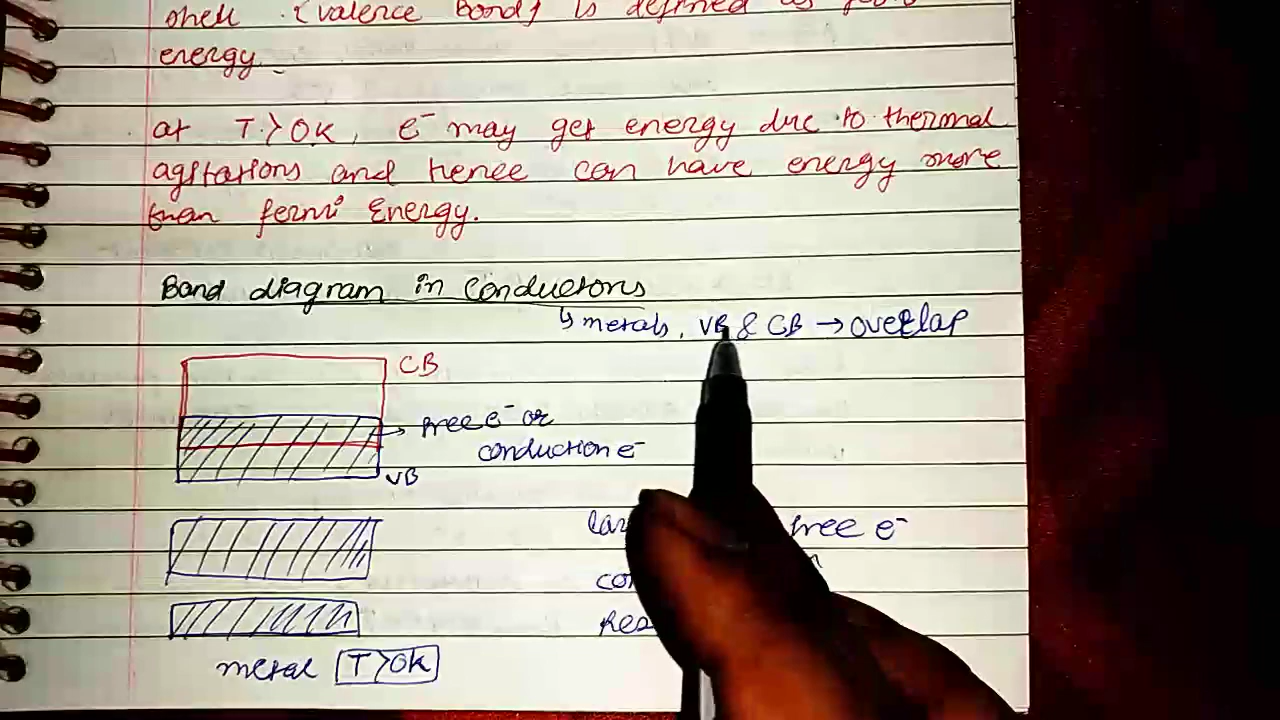 shell (valence Bond) is defined as
energy.
at T > 0K, e⁻ may get energy due to thermal
agitations and hence can have energy more
than fermi Energy.
Band diagram in conductors
↳ metals, VB & CB → overlap
CB
→ free e⁻ or
conduction e⁻
VB
free e⁻
metal T > 0K